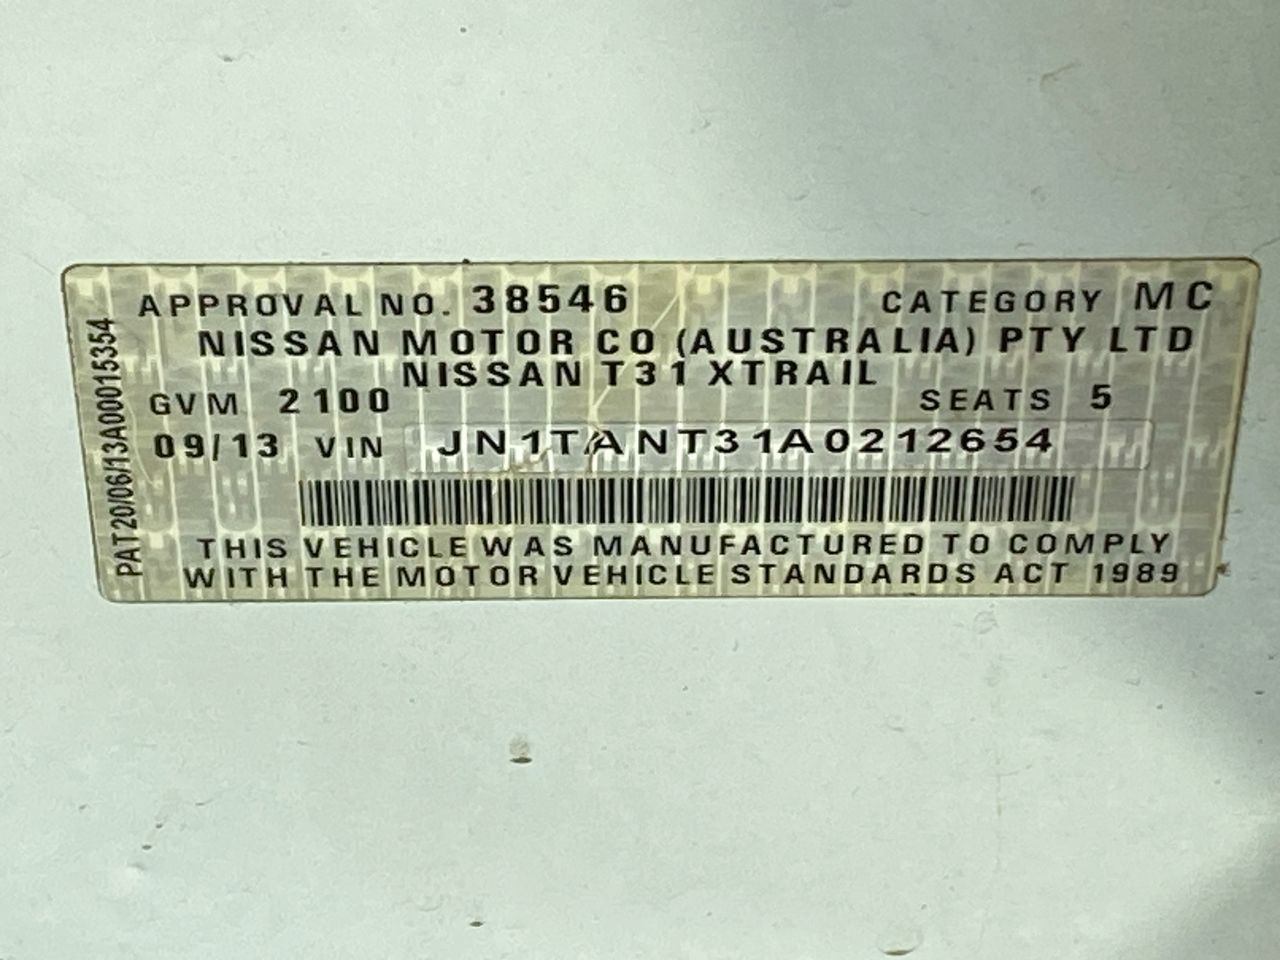 APPROVAL NO. 38546 CATEGORY MC
NISSAN MOTOR CO (AUSTRALIA) PTY LTD
NISSAN T31 XTRAIL
GVM 2100 SEATS 5
09/13 VIN JN1TANT31A0212654
THIS VEHICLE WAS MANUFACTURED TO COMPLY
WITH THE MOTOR VEHICLE STANDARDS ACT 1989
PAT20/06/13A00015354